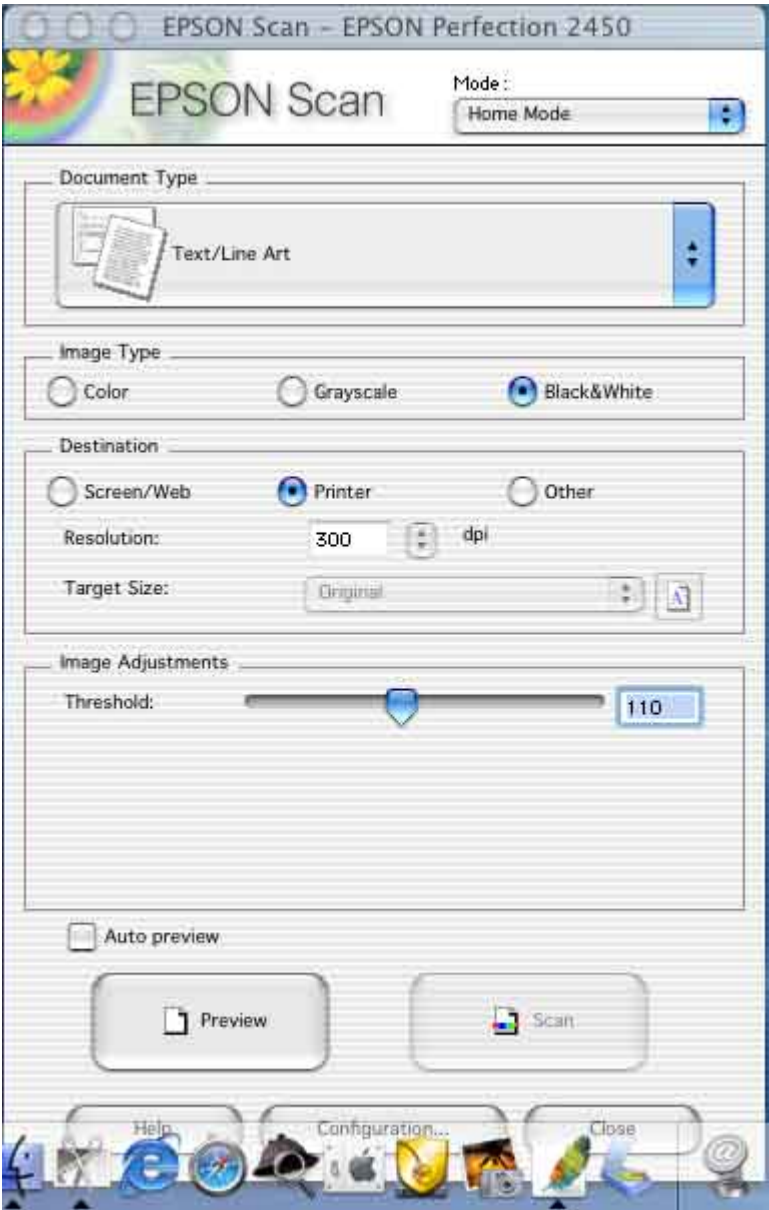 EPSON Scan - EPSON Perfection 2450
EPSON Scan
Mode:
Home Mode
Document Type
Text/Line Art
Image Type
Color Grayscale Black&White
Destination
Screen/Web Printer Other
Resolution: 300 dpi
Target Size: Original
A
Image Adjustments
Threshold: 110
Auto preview
Preview Scan
Help Configuration... Close
@